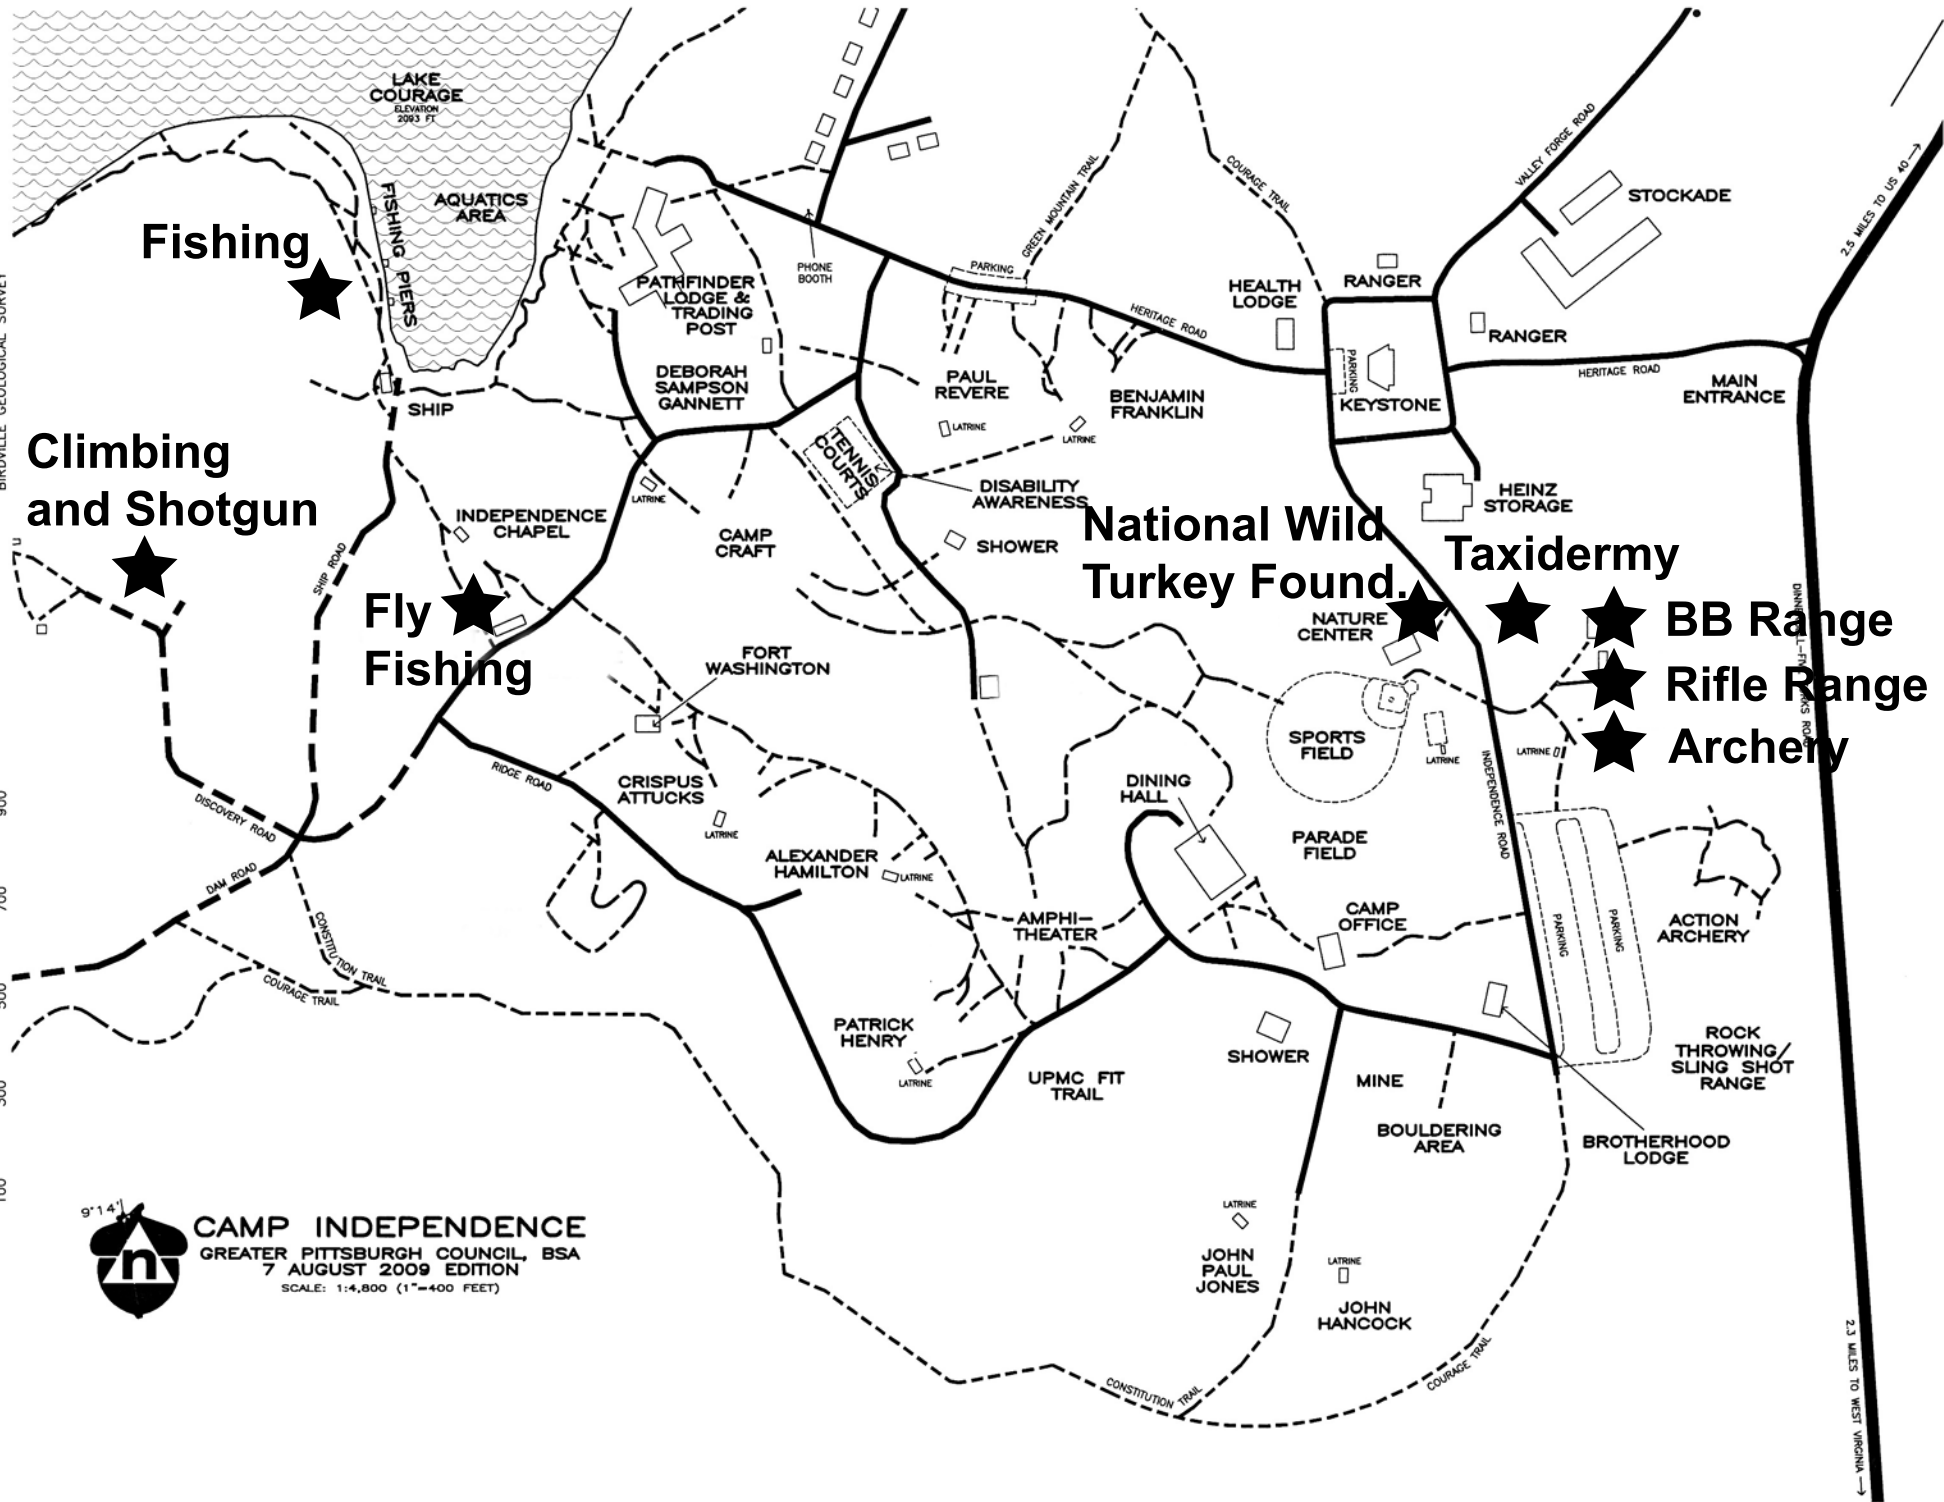 LAKE
COURAGE
ELEVATION
2093 FT
FISHING PIERS
AQUATICS
AREA
Fishing
SHIP
Climbing
and Shotgun
BIRDVILLE GEOLOGICAL SURVEY
PHONE
BOOTH
PATHFINDER
LODGE &
TRADING
POST
DEBORAH
SAMPSON
GANNETT
GREEN MOUNTAIN TRAIL
COURAGE TRAIL
PARKING
HERITAGE ROAD
PAUL
REVERE
BENJAMIN
FRANKLIN
LATRINE
LATRINE
TENNIS
COURTS
DISABILITY
AWARENESS
SHOWER
HEALTH
LODGE
RANGER
PARKING
KEYSTONE
VALLEY FORGE ROAD
STOCKADE
RANGER
HERITAGE ROAD
MAIN
ENTRANCE
2.5 MILES TO US 40
HEINZ
STORAGE
National Wild
Turkey Found.
Taxidermy
BB Range
Rifle Range
Archery
NATURE
CENTER
SHIP ROAD
INDEPENDENCE
CHAPEL
LATRINE
CAMP
CRAFT
Fly
Fishing
FORT
WASHINGTON
RIDGE ROAD
CRISPUS
ATTUCKS
LATRINE
DISCOVERY ROAD
DAM ROAD
CONSTITUTION TRAIL
COURAGE TRAIL
ALEXANDER
HAMILTON
LATRINE
AMPHI-
THEATER
PATRICK
HENRY
LATRINE
UPMC FIT
TRAIL
DINING
HALL
SPORTS
FIELD
LATRINE
LATRINE
INDEPENDENCE ROAD
PARADE
FIELD
CAMP
OFFICE
PARKING
PARKING
ACTION
ARCHERY
ROCK
THROWING/
SLING SHOT
RANGE
SHOWER
MINE
BOULDERING
AREA
BROTHERHOOD
LODGE
LATRINE
JOHN
PAUL
JONES
LATRINE
JOHN
HANCOCK
CONSTITUTION TRAIL
COURAGE TRAIL
2.3 MILES TO WEST VIRGINIA
9°14'
n
CAMP INDEPENDENCE
GREATER PITTSBURGH COUNCIL, BSA
7 AUGUST 2009 EDITION
SCALE: 1:4,800 (1"=400 FEET)